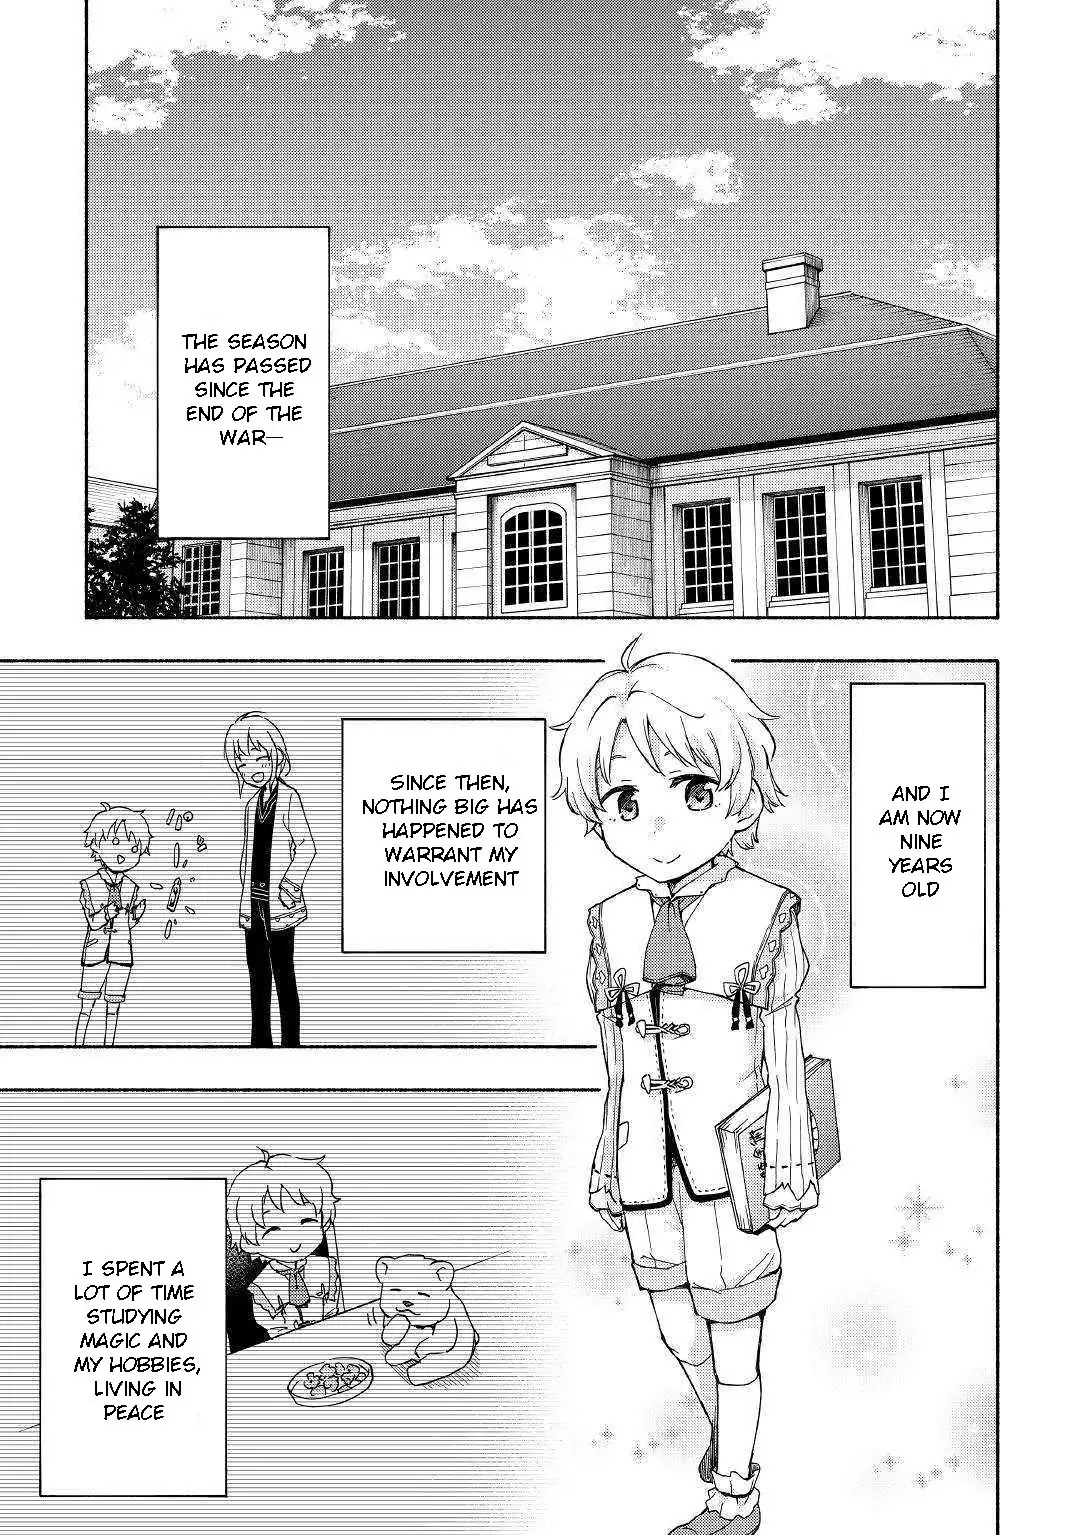 THE SEASON
HAS PASSED
SINCE THE
END OF THE
WAR—
AND I
AM NOW
NINE
YEARS
OLD
SINCE THEN,
NOTHING BIG HAS
HAPPENED TO
WARRANT MY
INVOLVEMENT
I SPENT A
LOT OF TIME
STUDYING
MAGIC AND
MY HOBBIES,
LIVING IN
PEACE